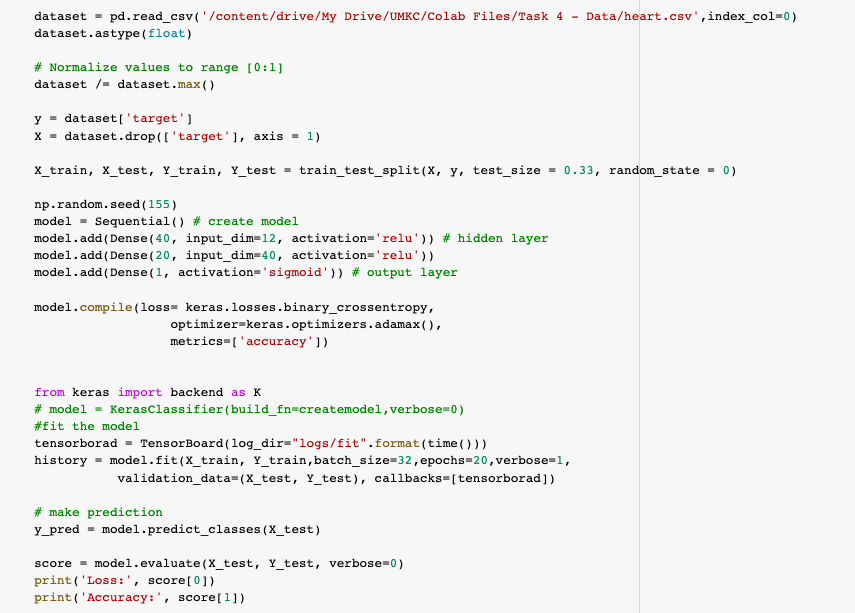 dataset = pd.read_csv('/content/drive/My Drive/UMKC/Colab Files/Task 4 - Data/heart.csv',index_col=0)
dataset.astype(float)
# Normalize values to range [0:1]
dataset /= dataset.max()
y = dataset['target']
X = dataset.drop(['target'], axis = 1)
X_train, X_test, Y_train, Y_test = train_test_split(X, y, test_size = 0.33, random_state = 0)
np.random.seed(155)
model = Sequential() # create model
model.add(Dense(40, input_dim=12, activation='relu')) # hidden layer
model.add(Dense(20, input_dim=40, activation='relu'))
model.add(Dense(1, activation='sigmoid')) # output layer
model.compile(loss= keras.losses.binary_crossentropy,
                  optimizer=keras.optimizers.adamax(),
                  metrics=['accuracy'])
from keras import backend as K
# model = KerasClassifier(build_fn=createmodel,verbose=0)
#fit the model
tensorborad = TensorBoard(log_dir="logs/fit".format(time()))
history = model.fit(X_train, Y_train,batch_size=32,epochs=20,verbose=1,
           validation_data=(X_test, Y_test), callbacks=[tensorborad])
# make prediction
y_pred = model.predict_classes(X_test)
score = model.evaluate(X_test, Y_test, verbose=0)
print('Loss:', score[0])
print('Accuracy:', score[1])